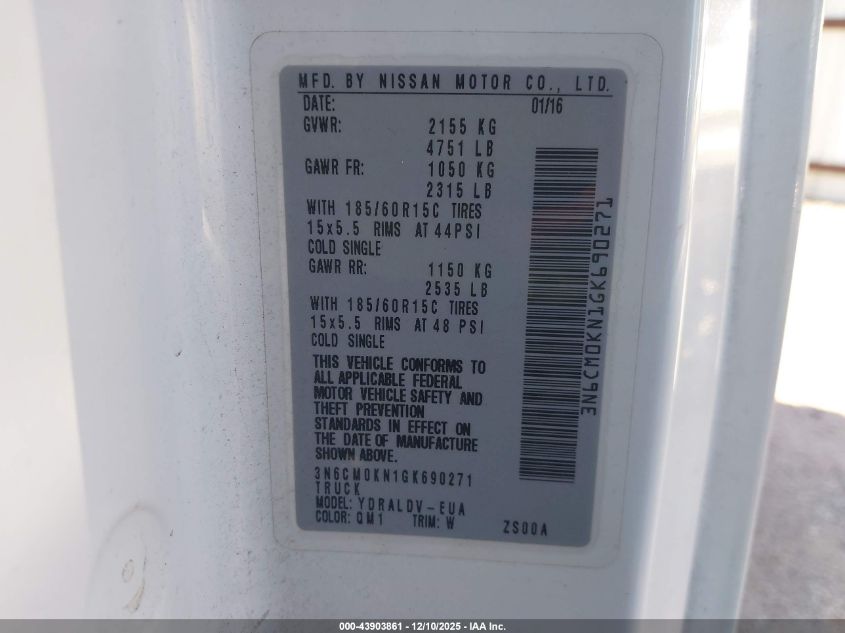 MFD. BY NISSAN MOTOR CO., LTD.
DATE: 01/16
GVWR: 2155 KG
4751 LB
GAWR FR: 1050 KG
2315 LB
WITH 185/60R15C TIRES
15x5.5 RIMS AT 44PSI
COLD SINGLE
GAWR RR: 1150 KG
2535 LB
WITH 185/60R15C TIRES
15x5.5 RIMS AT 48 PSI
COLD SINGLE
THIS VEHICLE CONFORMS TO
ALL APPLICABLE FEDERAL
MOTOR VEHICLE SAFETY AND
THEFT PREVENTION
STANDARDS IN EFFECT ON
THE DATE OF MANUFACTURE
SHOWN ABOVE.
3N6CM0KN1GK690271
TRUCK
MODEL: YDRALDV-EUA
COLOR: QM1 TRIM: W ZS00A
3N6CM0KN1GK690271
000-43903861 - 12/10/2025 - IAA Inc.